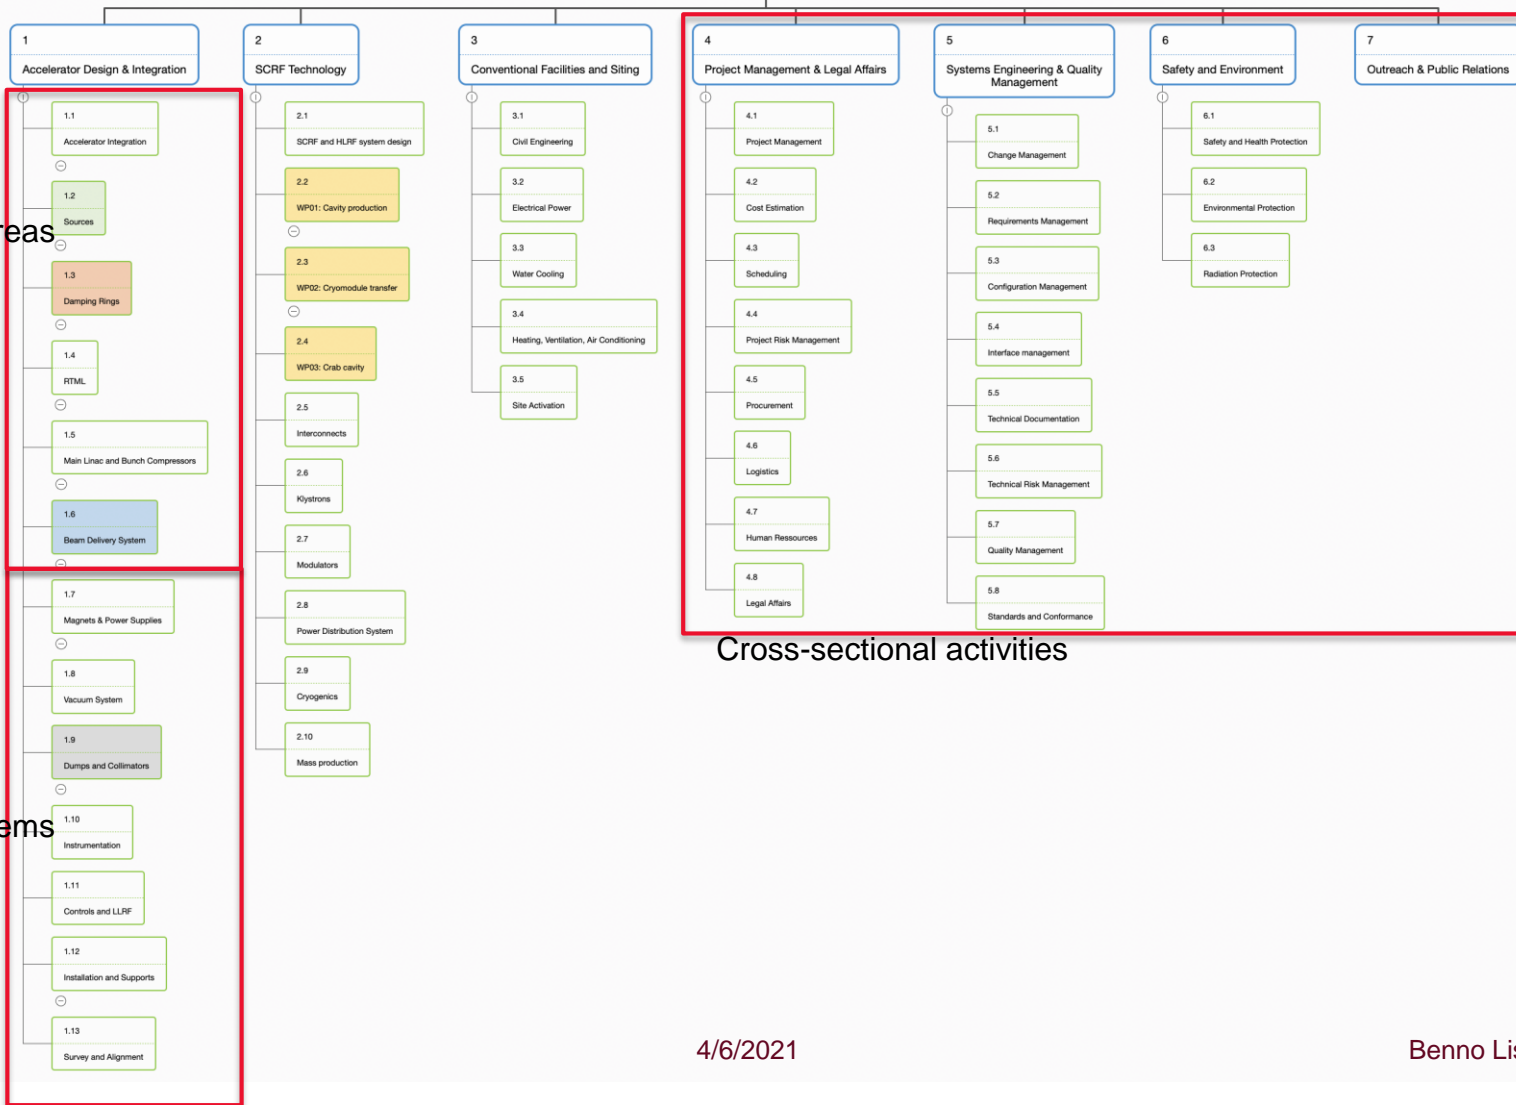 1
Accelerator Design & Integration
1.1
Accelerator Integration
1.2
Sources
reas
1.3
Damping Rings
1.4
RTML
1.5
Main Linac and Bunch Compressors
1.6
Beam Delivery System
1.7
Magnets & Power Supplies
1.8
Vacuum System
1.9
Dumps and Collimators
1.10
ems
Instrumentation
1.11
Controls and LLRF
1.12
Installation and Supports
1.13
Survey and Alignment
2
SCRF Technology
2.1
SCRF and HLRF system design
2.2
WP01: Cavity production
2.3
WP02: Cryomodule transfer
2.4
WP03: Crab cavity
2.5
Interconnects
2.6
Klystrons
2.7
Modulators
2.8
Power Distribution System
2.9
Cryogenics
2.10
Mass production
3
Conventional Facilities and Siting
3.1
Civil Engineering
3.2
Electrical Power
3.3
Water Cooling
3.4
Heating, Ventilation, Air Conditioning
3.5
Site Activation
4
Project Management & Legal Affairs
4.1
Project Management
4.2
Cost Estimation
4.3
Scheduling
4.4
Project Risk Management
4.5
Procurement
4.6
Logistics
4.7
Human Ressources
4.8
Legal Affairs
5
Systems Engineering & Quality
Management
5.1
Change Management
5.2
Requirements Management
5.3
Configuration Management
5.4
Interface management
5.5
Technical Documentation
5.6
Technical Risk Management
5.7
Quality Management
5.8
Standards and Conformance
6
Safety and Environment
6.1
Safety and Health Protection
6.2
Environmental Protection
6.3
Radiation Protection
7
Outreach & Public Relations
Cross-sectional activities
4/6/2021
Benno Lis